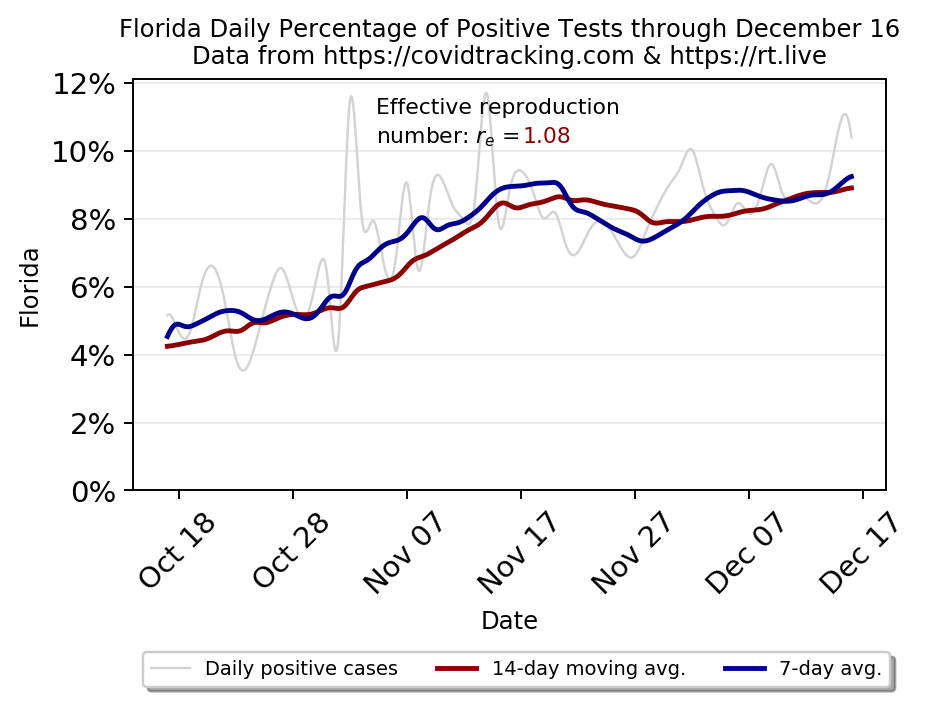 Florida Daily Percentage of Positive Tests through December 16
Data from https://covidtracking.com & https://rt.live
12%
Effective reproduction
number: rₑ =1.08
10%
8%
6%
4%
2%
0%
Florida
Oct 18
Oct 28
Nov 07
Nov 17
Nov 27
Dec 07
Dec 17
Date
Daily positive cases
14-day moving avg.
7-day avg.